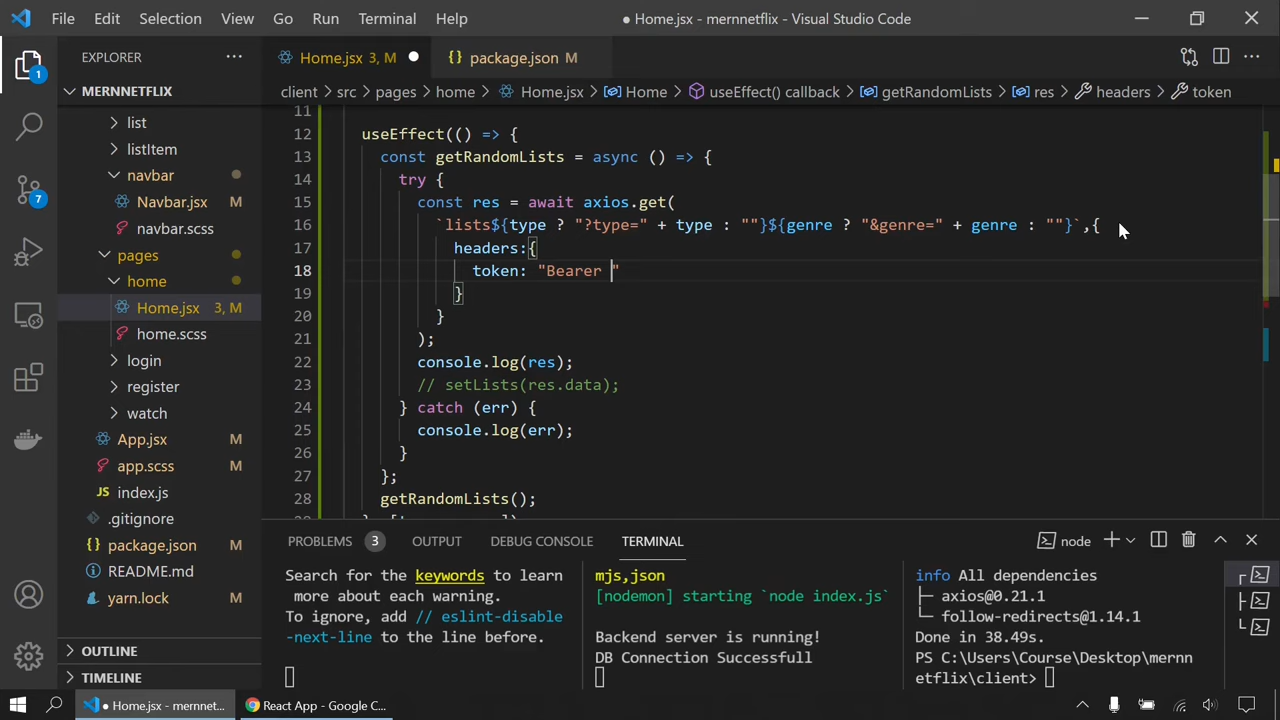 File Edit Selection View Go Run Terminal Help ● Home.jsx - mernnetflix - Visual Studio Code
EXPLORER ···
Home.jsx 3, M ●
{} package.json M
MERNNETFLIX
client > src > pages > home > Home.jsx > Home > useEffect() callback > getRandomLists > res > headers > token
list
listItem
navbar
Navbar.jsx
navbar.scss
pages
home
Home.jsx 3, M
home.scss
login
register
watch
App.jsx M
app.scss M
index.js
.gitignore
{} package.json M
README.md
yarn.lock M
OUTLINE
TIMELINE
1
7
11
12 useEffect(() => {
13 const getRandomLists = async () => {
14 try {
15 const res = await axios.get(
16 `lists${type ? "?type=" + type : ""}${genre ? "&genre=" + genre : ""}`,{
17 headers:{
18 token: "Bearer "
19 }
20 }
21 );
22 console.log(res);
23 // setLists(res.data);
24 } catch (err) {
25 console.log(err);
26 }
27 };
28 getRandomLists();
PROBLEMS 3 OUTPUT DEBUG CONSOLE TERMINAL node
Search for the keywords to learn
more about each warning.
To ignore, add // eslint-disable
-next-line to the line before.
mjs,json
[nodemon] starting `node index.js`
Backend server is running!
DB Connection Successfull
info All dependencies
├─ axios@0.21.1
└─ follow-redirects@1.14.1
Done in 38.49s.
PS C:\Users\Course\Desktop\mernn
etflix\client>
● Home.jsx - mernnet...
React App - Google C...